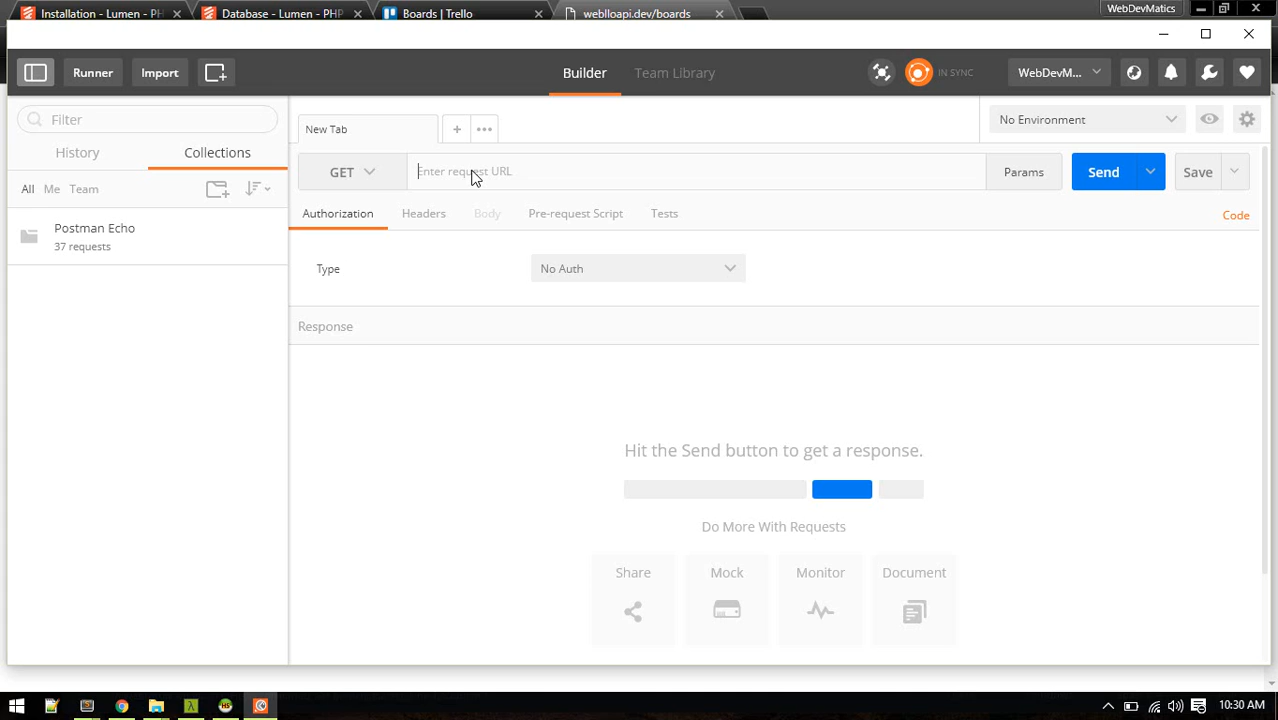 Installation - Lumen - PHP
Database - Lumen - PHP
Boards | Trello
weblloapi.dev/boards
WebDevMatics
Runner
Import
Builder
Team Library
IN SYNC
WebDevM...
Filter
History
Collections
All
Me
Team
Postman Echo
37 requests
New Tab
No Environment
GET
Enter request URL
Params
Send
Save
Authorization
Headers
Body
Pre-request Script
Tests
Code
Type
No Auth
Response
Hit the Send button to get a response.
Do More With Requests
Share
Mock
Monitor
Document
10:30 AM